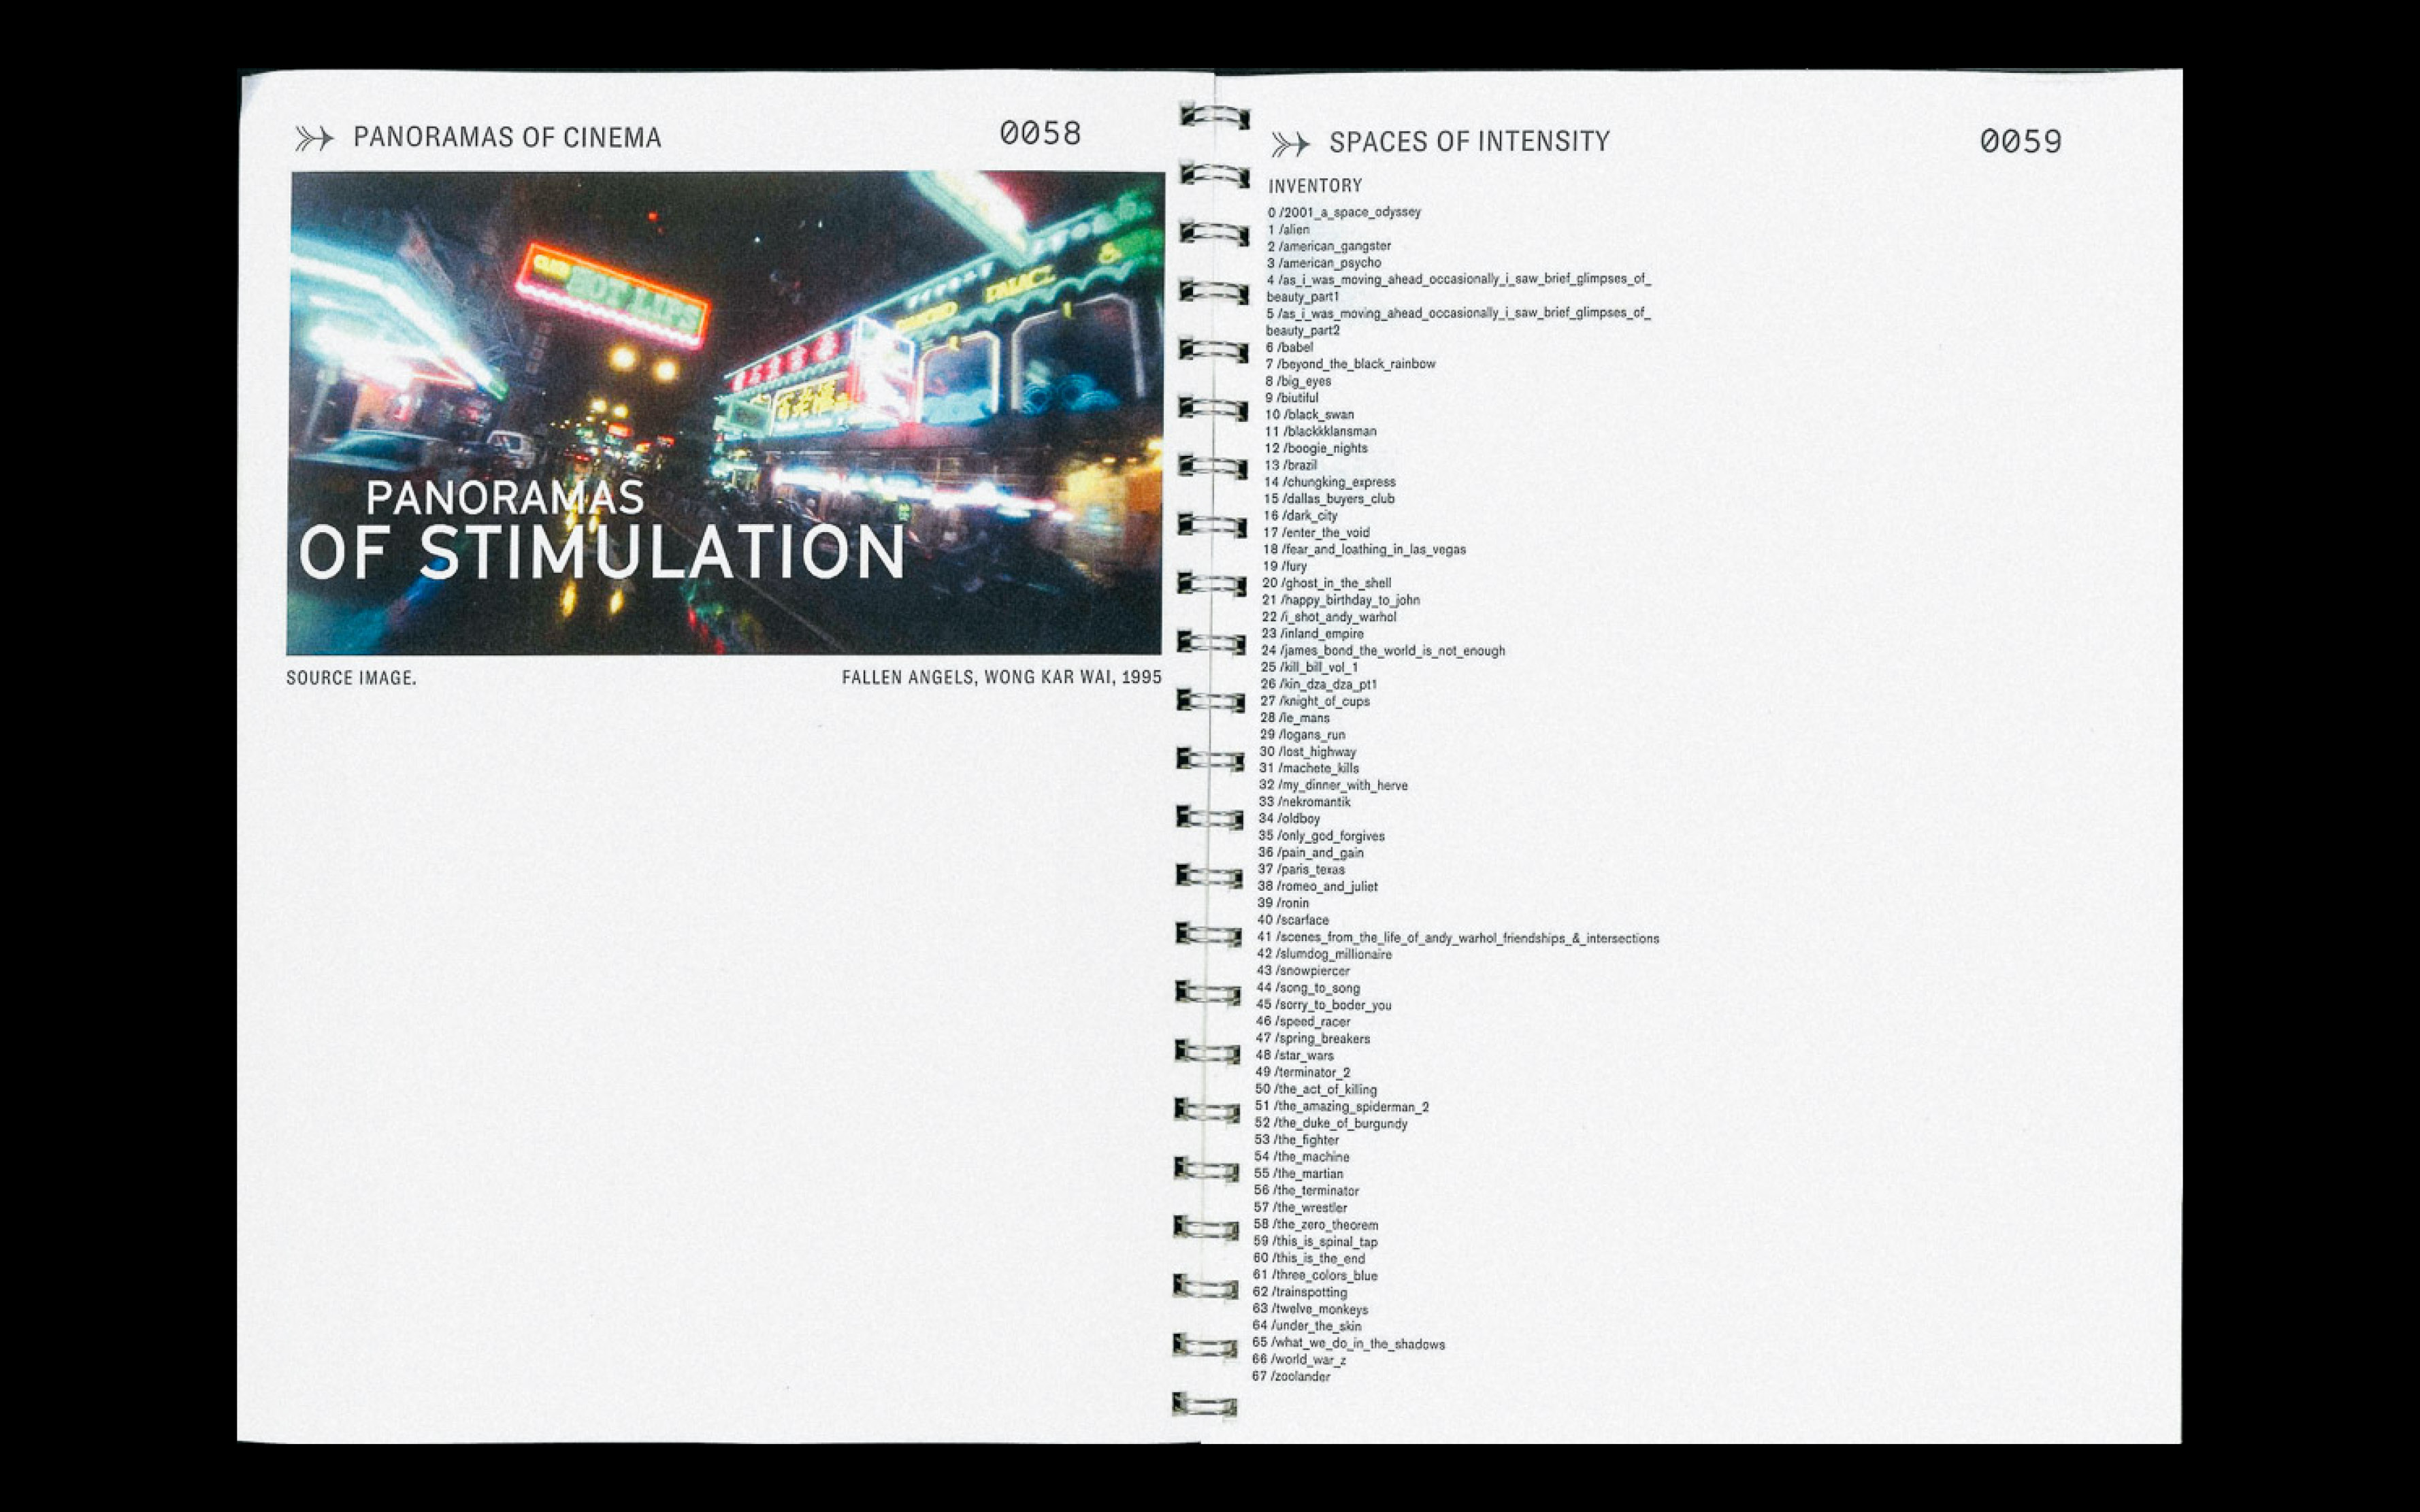 PANORAMAS OF CINEMA
0058
CLUB
HOT LIPS
PANORAMAS
OF STIMULATION
SOURCE IMAGE.
FALLEN ANGELS, WONG KAR WAI, 1995
SPACES OF INTENSITY
0059
INVENTORY
0 /2001_a_space_odyssey
1 /alien
2 /american_gangster
3 /american_psycho
4 /as_i_was_moving_ahead_occasionally_i_saw_brief_glimpses_of_
beauty_part1
5 /as_i_was_moving_ahead_occasionally_i_saw_brief_glimpses_of_
beauty_part2
6 /babel
7 /beyond_the_black_rainbow
8 /big_eyes
9 /biutiful
10 /black_swan
11 /blackkklansman
12 /boogie_nights
13 /brazil
14 /chungking_express
15 /dallas_buyers_club
16 /dark_city
17 /enter_the_void
18 /fear_and_loathing_in_las_vegas
19 /fury
20 /ghost_in_the_shell
21 /happy_birthday_to_john
22 /i_shot_andy_warhol
23 /inland_empire
24 /james_bond_the_world_is_not_enough
25 /kill_bill_vol_1
26 /kin_dza_dza_pt1
27 /knight_of_cups
28 /le_mans
29 /logans_run
30 /lost_highway
31 /machete_kills
32 /my_dinner_with_herve
33 /nekromantik
34 /oldboy
35 /only_god_forgives
36 /pain_and_gain
37 /paris_texas
38 /romeo_and_juliet
39 /ronin
40 /scarface
41 /scenes_from_the_life_of_andy_warhol_friendships_&_intersections
42 /slumdog_millionaire
43 /snowpiercer
44 /song_to_song
45 /sorry_to_boder_you
46 /speed_racer
47 /spring_breakers
48 /star_wars
49 /terminator_2
50 /the_act_of_killing
51 /the_amazing_spiderman_2
52 /the_duke_of_burgundy
53 /the_fighter
54 /the_machine
55 /the_martian
56 /the_terminator
57 /the_wrestler
58 /the_zero_theorem
59 /this_is_spinal_tap
60 /this_is_the_end
61 /three_colors_blue
62 /trainspotting
63 /twelve_monkeys
64 /under_the_skin
65 /what_we_do_in_the_shadows
66 /world_war_z
67 /zoolander